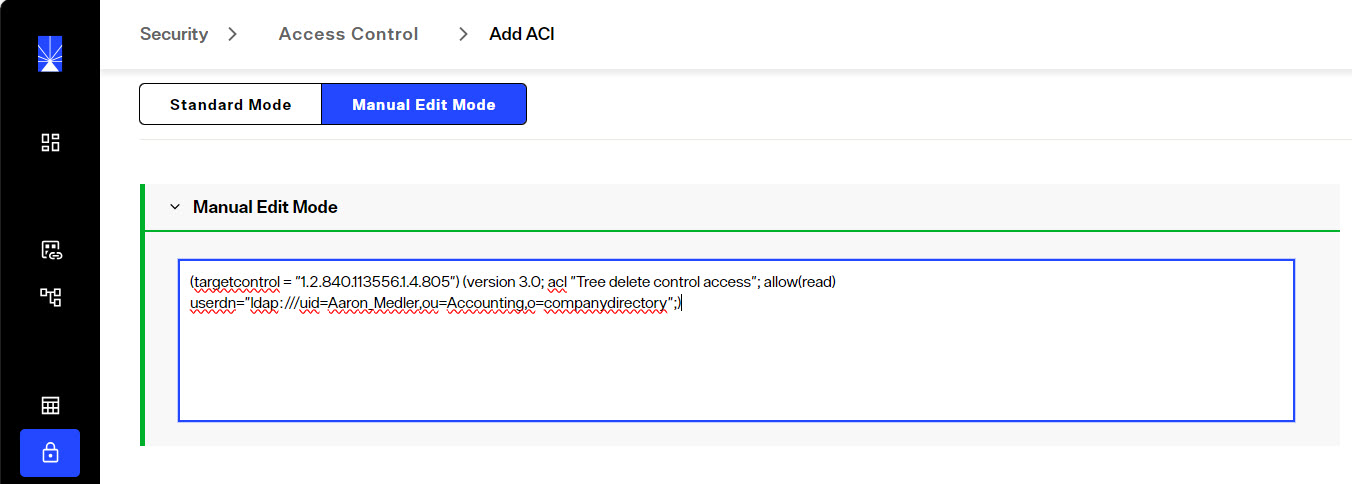 Security > Access Control > Add ACI
Standard Mode Manual Edit Mode
Manual Edit Mode
(targetcontrol = "1.2.840.113556.1.4.805") (version 3.0; acl "Tree delete control access"; allow(read)
userdn="ldap:///uid=Aaron_Medler,ou=Accounting,o=companydirectory";)